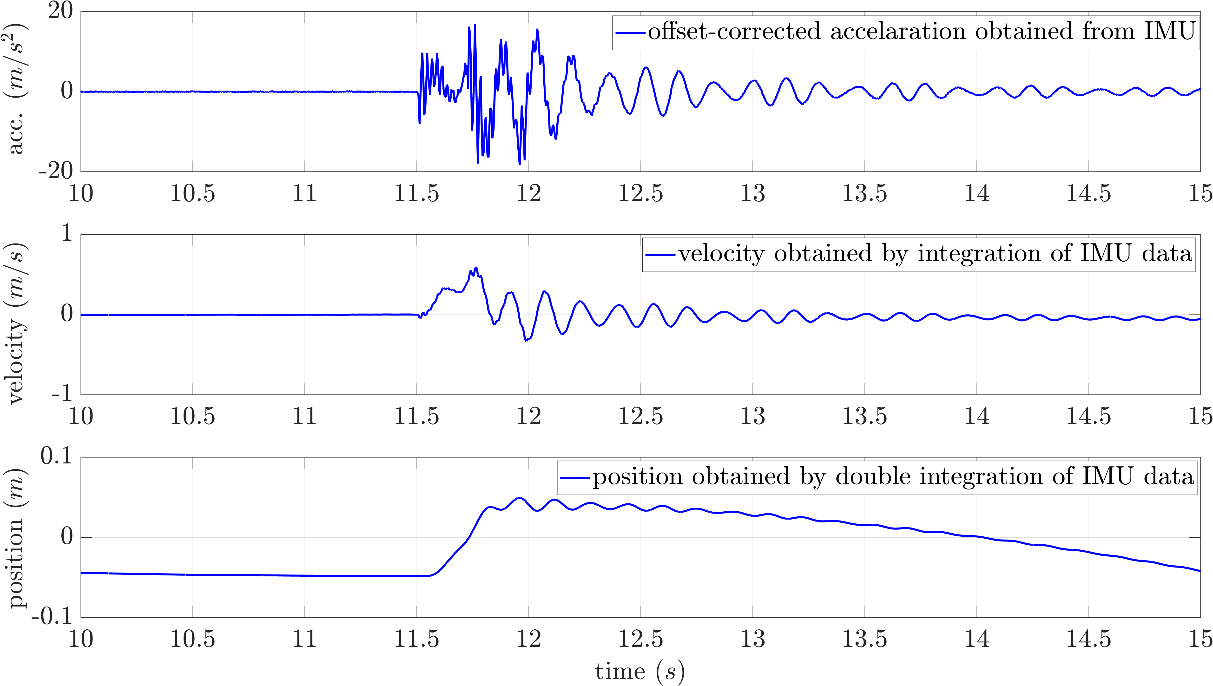 20
0
-20
acc. (m/s²)
offset-corrected accelaration obtained from IMU
10 10.5 11 11.5 12 12.5 13 13.5 14 14.5 15
1
0
-1
velocity (m/s)
velocity obtained by integration of IMU data
10 10.5 11 11.5 12 12.5 13 13.5 14 14.5 15
0.1
0
-0.1
position (m)
position obtained by double integration of IMU data
10 10.5 11 11.5 12 12.5 13 13.5 14 14.5 15
time (s)